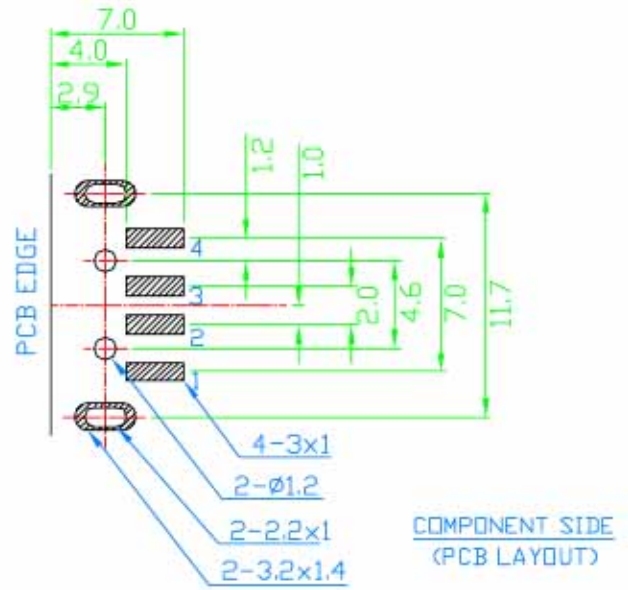 7.0
4.0
2.9
1.2
1.0
PCB EDGE
4
3
2
1
2.0
4.6
7.0
11.7
4-3x1
2-ø1.2
2-2.2x1
2-3.2x1.4
COMPONENT SIDE
(PCB LAYOUT)